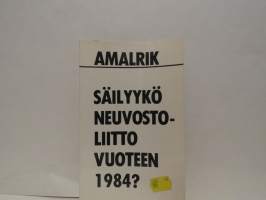 AMALRIK
SÄILYYKÖ
NEUVOSTO-
LIITTO
VUOTEEN
1984?